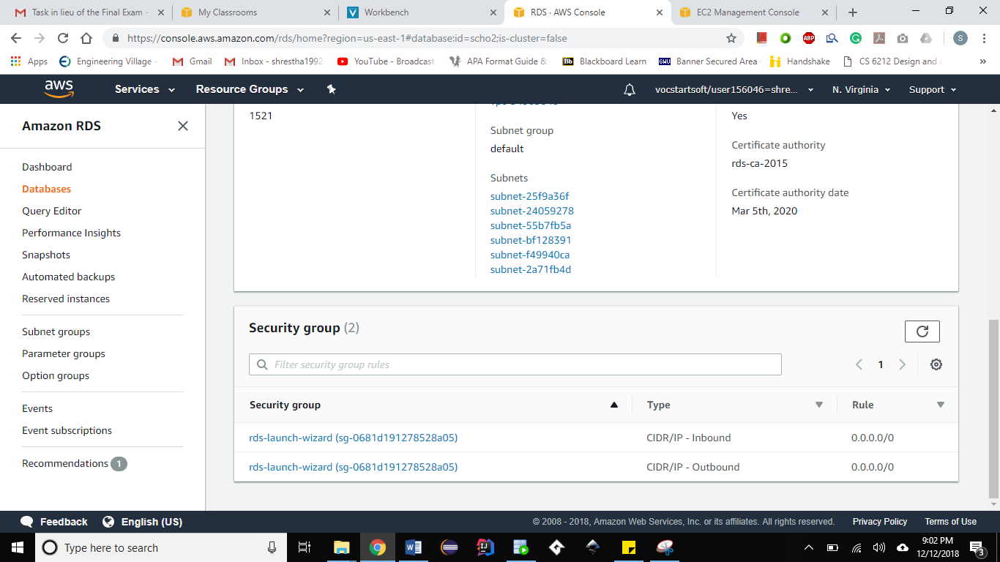 Task in lieu of the Final Exam -
My Classrooms
Workbench
RDS · AWS Console
EC2 Management Console
https://console.aws.amazon.com/rds/home?region=us-east-1#database:id=scho2;is-cluster=false
ABP
S
Apps
Engineering Village -
Gmail
Inbox - shrestha1992
YouTube - Broadcast
APA Format Guide &
Bb
Blackboard Learn
GWU
Banner Secured Area
Handshake
CS 6212 Design and
»
aws
Services
Resource Groups
vocstartsoft/user156046=shre...
N. Virginia
Support
Amazon RDS
Dashboard
Databases
Query Editor
Performance Insights
Snapshots
Automated backups
Reserved instances
Subnet groups
Parameter groups
Option groups
Events
Event subscriptions
Recommendations 1
1521
Subnet group
default
Subnets
subnet-25f9a36f
subnet-24059278
subnet-55b7fb5a
subnet-bf128391
subnet-f49940ca
subnet-2a71fb4d
Yes
Certificate authority
rds-ca-2015
Certificate authority date
Mar 5th, 2020
Security group (2)
Filter security group rules
1
Security group Type Rule
rds-launch-wizard (sg-0681d191278528a05) CIDR/IP - Inbound 0.0.0.0/0
rds-launch-wizard (sg-0681d191278528a05) CIDR/IP - Outbound 0.0.0.0/0
Feedback
English (US)
© 2008 - 2018, Amazon Web Services, Inc. or its affiliates. All rights reserved.
Privacy Policy
Terms of Use
Type here to search
9:02 PM
12/12/2018
3